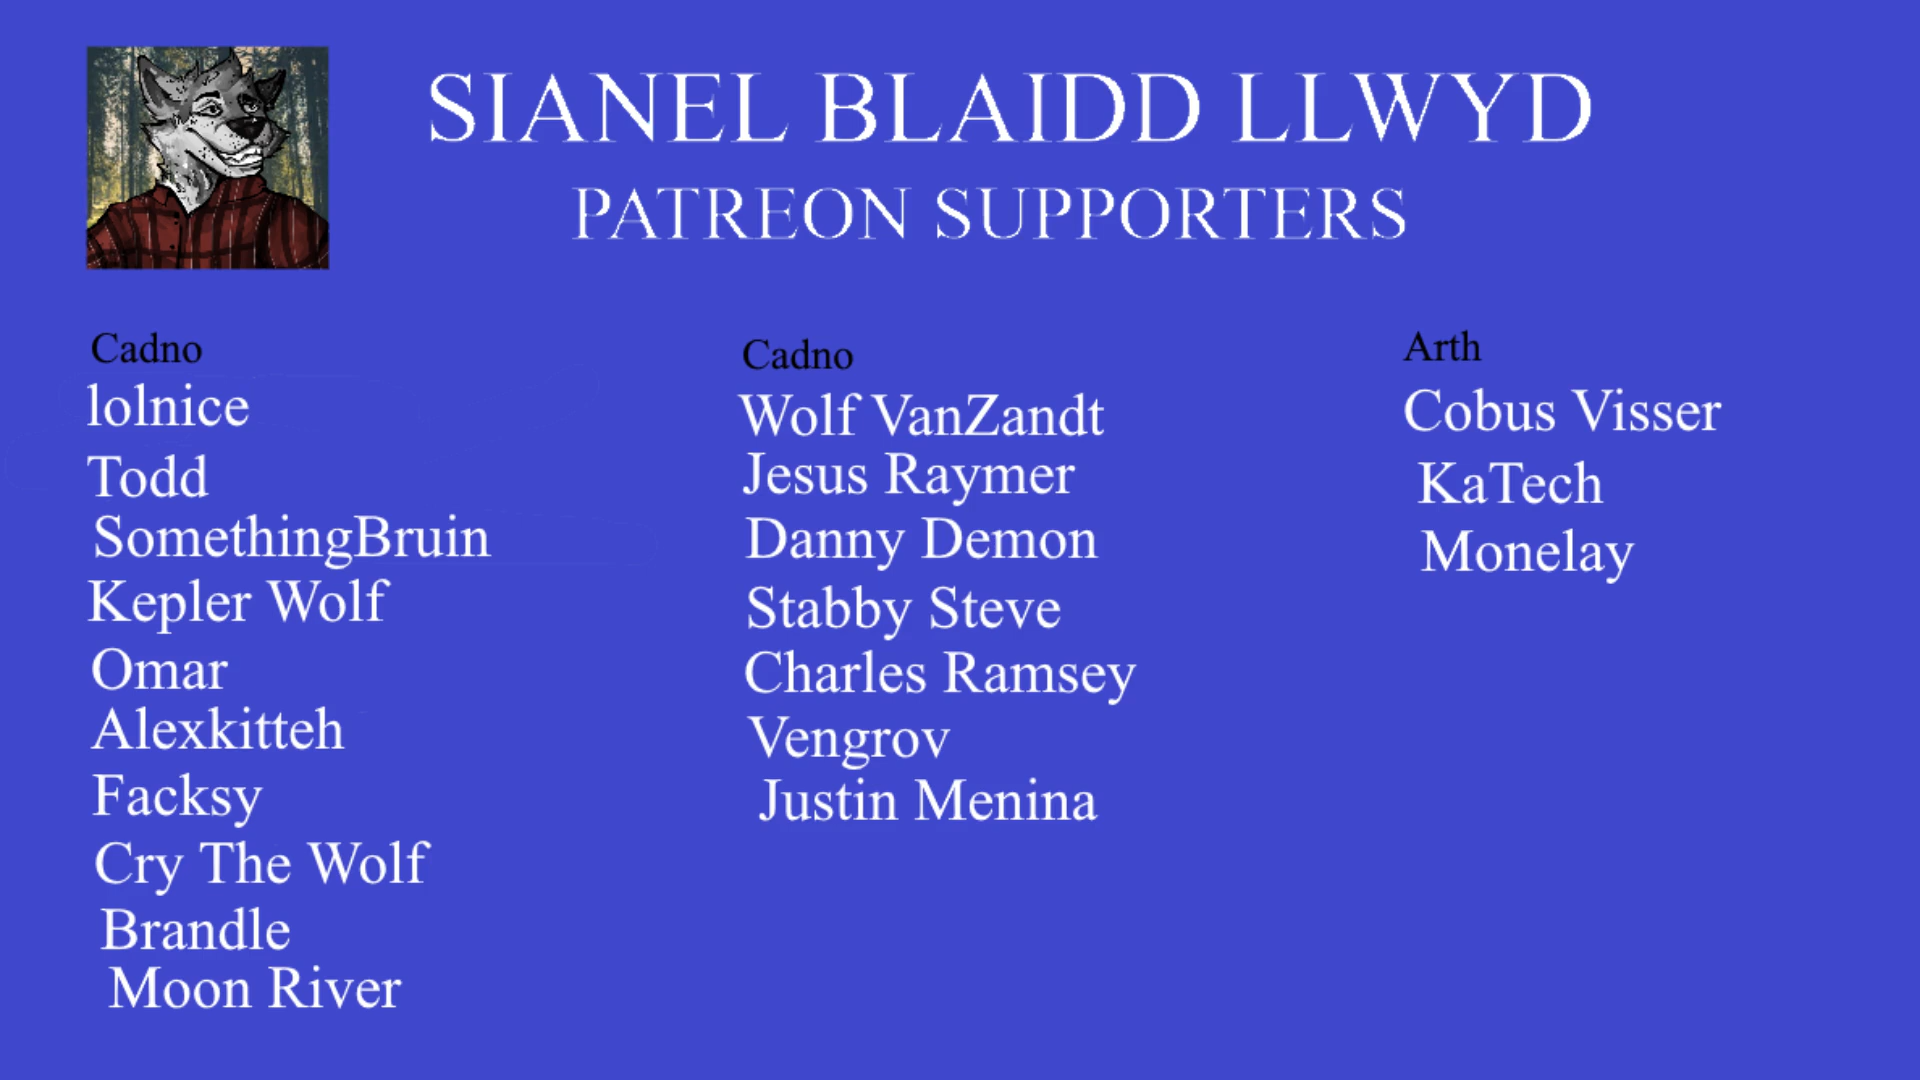 SIANEL BLAIDD LLWYD
PATREON SUPPORTERS
Cadno
lolnice
Todd
SomethingBruin
Kepler Wolf
Omar
Alexkitteh
Facksy
Cry The Wolf
Brandle
Moon River
Cadno
Wolf VanZandt
Jesus Raymer
Danny Demon
Stabby Steve
Charles Ramsey
Vengrov
Justin Menina
Arth
Cobus Visser
KaTech
Monelay